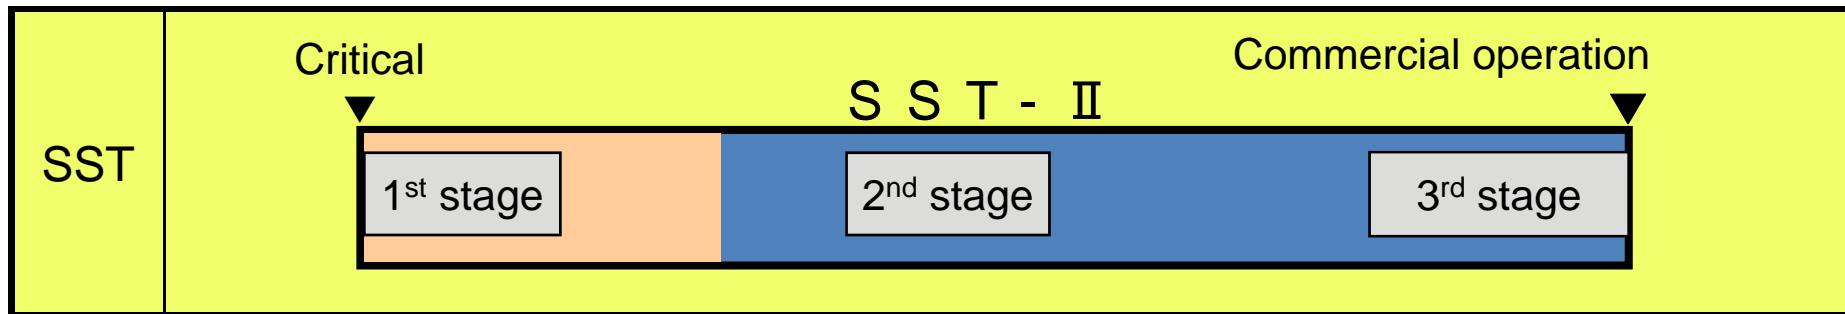 SST
Critical
Commercial operation
ＳＳＴ-Ⅱ
1st stage
2nd stage
3rd stage